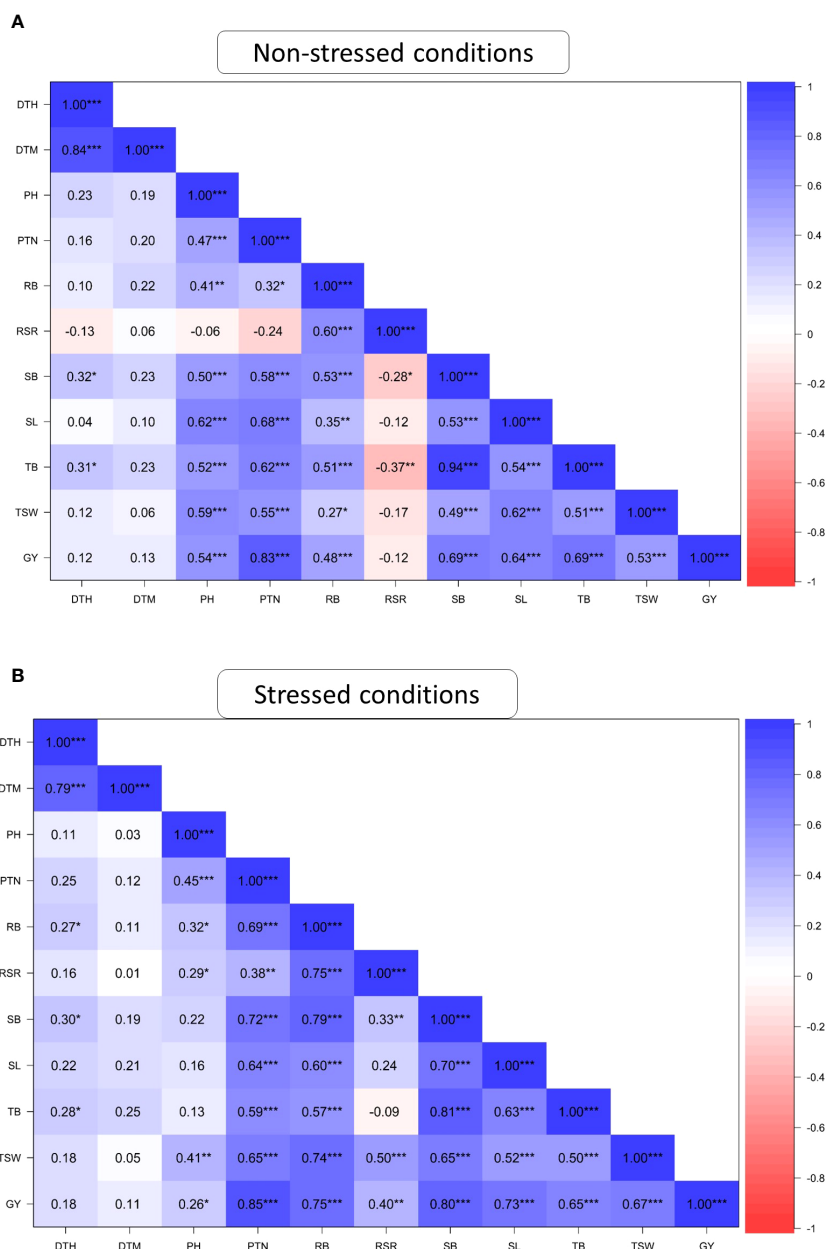 A
Non-stressed conditions
DTH 1.00***
DTM 0.84*** 1.00***
PH 0.23 0.19 1.00***
PTN 0.16 0.20 0.47*** 1.00***
RB 0.10 0.22 0.41** 0.32* 1.00***
RSR -0.13 0.06 -0.06 -0.24 0.60*** 1.00***
SB 0.32* 0.23 0.50*** 0.58*** 0.53*** -0.28* 1.00***
SL 0.04 0.10 0.62*** 0.68*** 0.35** -0.12 0.53*** 1.00***
TB 0.31* 0.23 0.52*** 0.62*** 0.51*** -0.37** 0.94*** 0.54*** 1.00***
TSW 0.12 0.06 0.59*** 0.55*** 0.27* -0.17 0.49*** 0.62*** 0.51*** 1.00***
GY 0.12 0.13 0.54*** 0.83*** 0.48*** -0.12 0.69*** 0.64*** 0.69*** 0.53*** 1.00***
DTH DTM PH PTN RB RSR SB SL TB TSW GY
1
0.8
0.6
0.4
0.2
0
-0.2
-0.4
-0.6
-0.8
-1
B
Stressed conditions
DTH 1.00***
DTM 0.79*** 1.00***
PH 0.11 0.03 1.00***
PTN 0.25 0.12 0.45*** 1.00***
RB 0.27* 0.11 0.32* 0.69*** 1.00***
RSR 0.16 0.01 0.29* 0.38** 0.75*** 1.00***
SB 0.30* 0.19 0.22 0.72*** 0.79*** 0.33** 1.00***
SL 0.22 0.21 0.16 0.64*** 0.60*** 0.24 0.70*** 1.00***
TB 0.28* 0.25 0.13 0.59*** 0.57*** -0.09 0.81*** 0.63*** 1.00***
TSW 0.18 0.05 0.41** 0.65*** 0.74*** 0.50*** 0.65*** 0.52*** 0.50*** 1.00***
GY 0.18 0.11 0.26* 0.85*** 0.75*** 0.40** 0.80*** 0.73*** 0.65*** 0.67*** 1.00***
DTH DTM PH PTN RB RSR SB SL TB TSW GY
1
0.8
0.6
0.4
0.2
0
-0.2
-0.4
-0.6
-0.8
-1